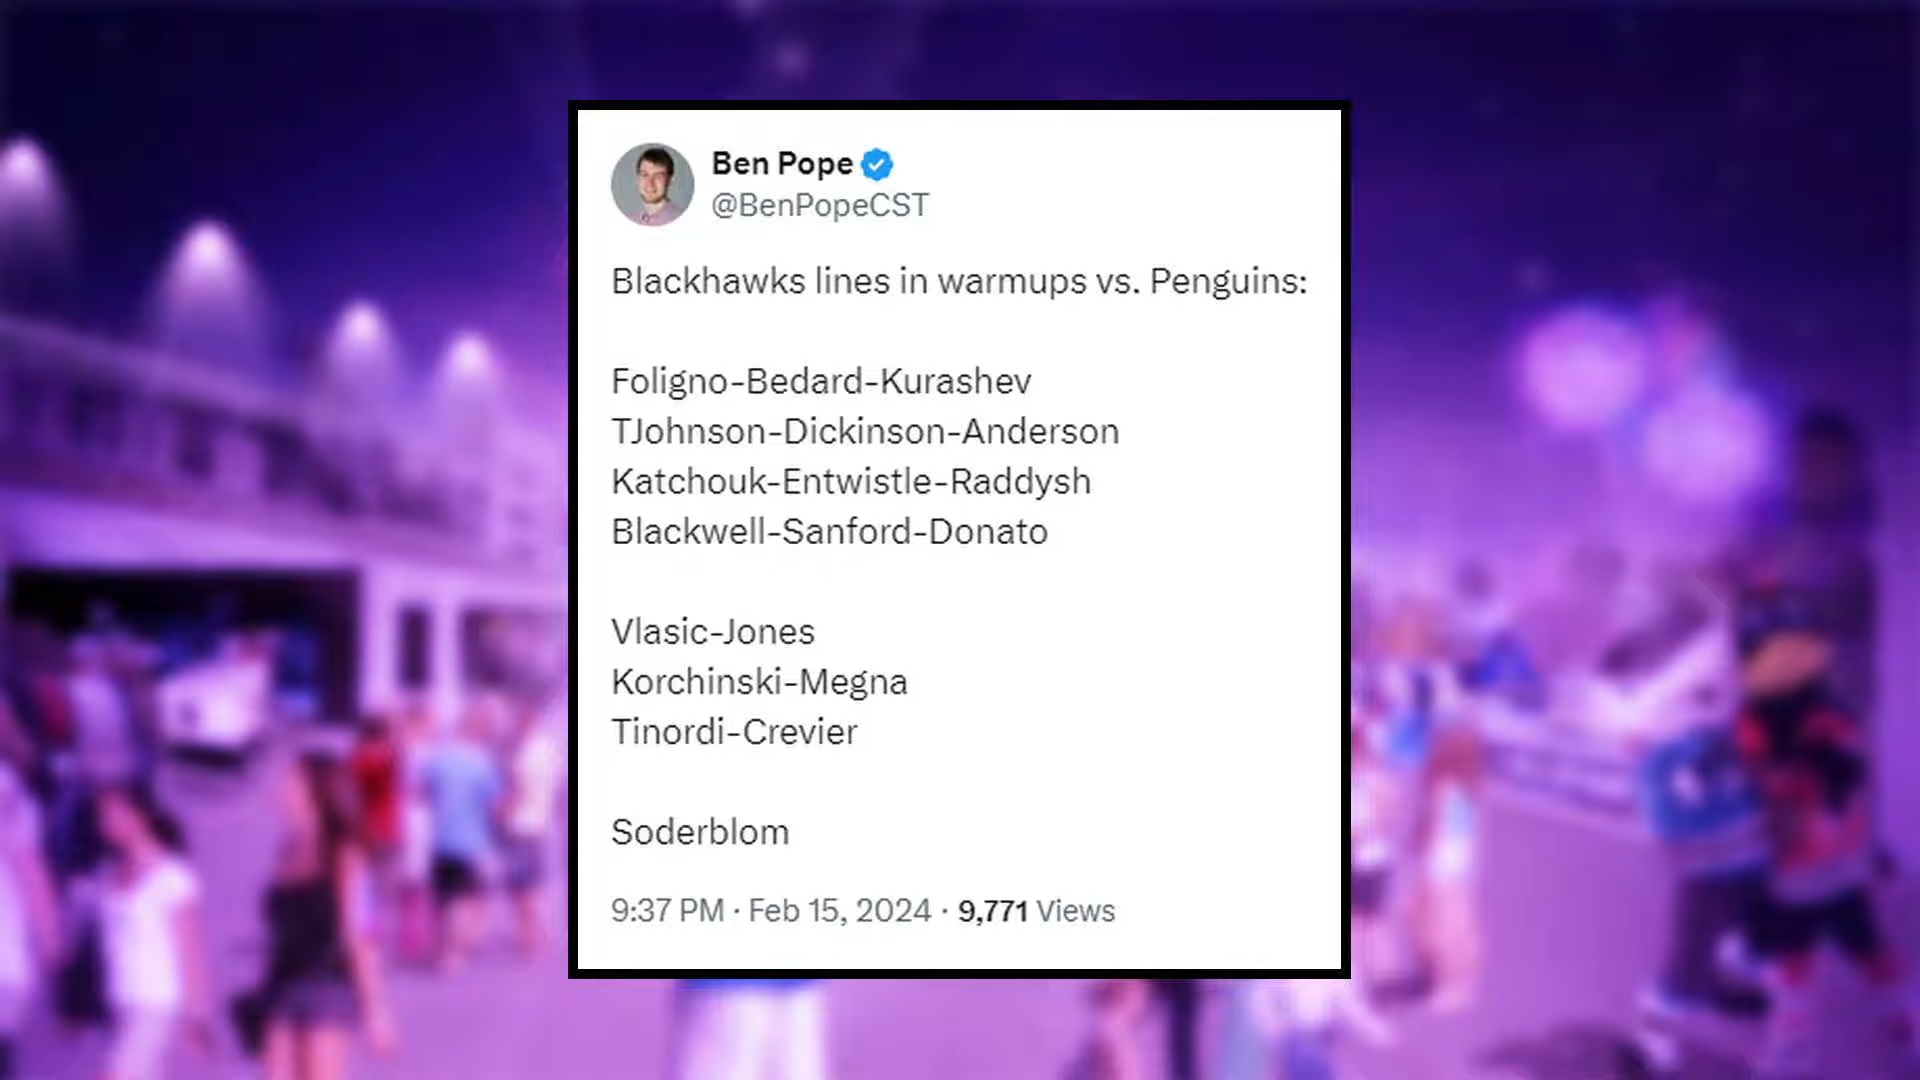 Ben Pope
@BenPopeCST
Blackhawks lines in warmups vs. Penguins:
Foligno-Bedard-Kurashev
TJohnson-Dickinson-Anderson
Katchouk-Entwistle-Raddysh
Blackwell-Sanford-Donato
Vlasic-Jones
Korchinski-Megna
Tinordi-Crevier
Soderblom
9:37 PM · Feb 15, 2024 · 9,771 Views